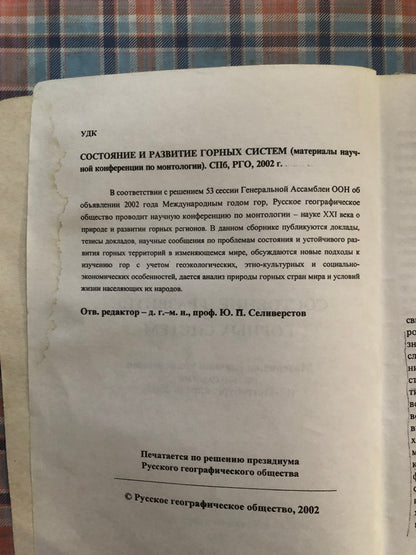 УДК
СОСТОЯНИЕ И РАЗВИТИЕ ГОРНЫХ СИСТЕМ (материалы науч-
ной конференции по монтологии). СПб, РГО, 2002 г.
В соответствии с решением 53 сессии Генеральной Ассамблеи ООН об
объявлении 2002 года Международным годом гор, Русское географическое
общество проводит научную конференцию по монтологии – науке XXI века о
природе и развитии горных регионов. В данном сборнике публикуются доклады,
тезисы докладов, научные сообщения по проблемам состояния и устойчивого раз-
вития горных территорий в изменяющемся мире, обсуждаются новые подходы к
изучению гор с учетом геоэкологических, этно-культурных и социально-
экономических особенностей, дается анализ природы горных стран мира и условий
жизни населяющих их народов.
Отв. редактор – д. г.–м. н., проф. Ю. П. Селиверстов
Печатается по решению президиума
Русского географического общества
© Русское географическое общество, 2002